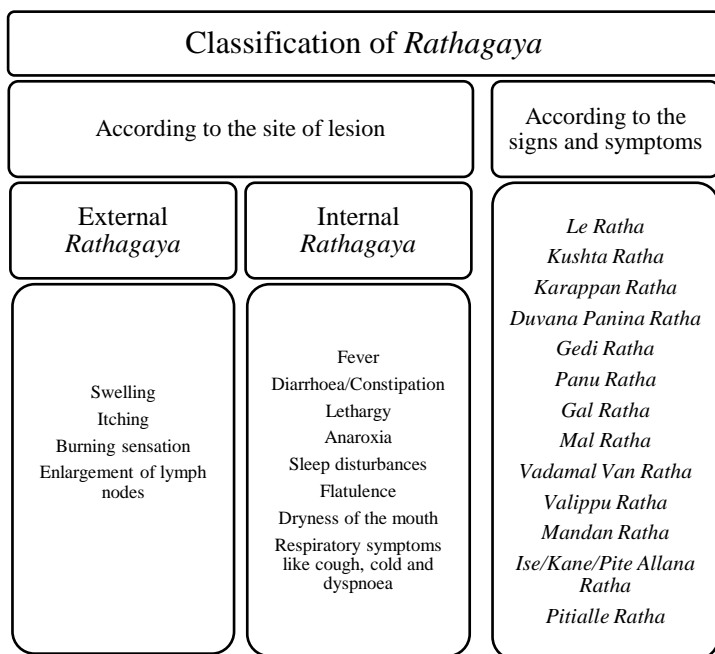 Classification of Rathagaya
According to the site of lesion
According to the
signs and symptoms
External
Rathagaya
Internal
Rathagaya
Swelling
Itching
Burning sensation
Enlargement of lymph
nodes
Fever
Diarrhoea/Constipation
Lethargy
Anaroxia
Sleep disturbances
Flatulence
Dryness of the mouth
Respiratory symptoms
like cough, cold and
dyspnoea
Le Ratha
Kushta Ratha
Karappan Ratha
Duvana Panina Ratha
Gedi Ratha
Panu Ratha
Gal Ratha
Mal Ratha
Vadamal Van Ratha
Valippu Ratha
Mandan Ratha
Ise/Kane/Pite Allana
Ratha
Pitialle Ratha